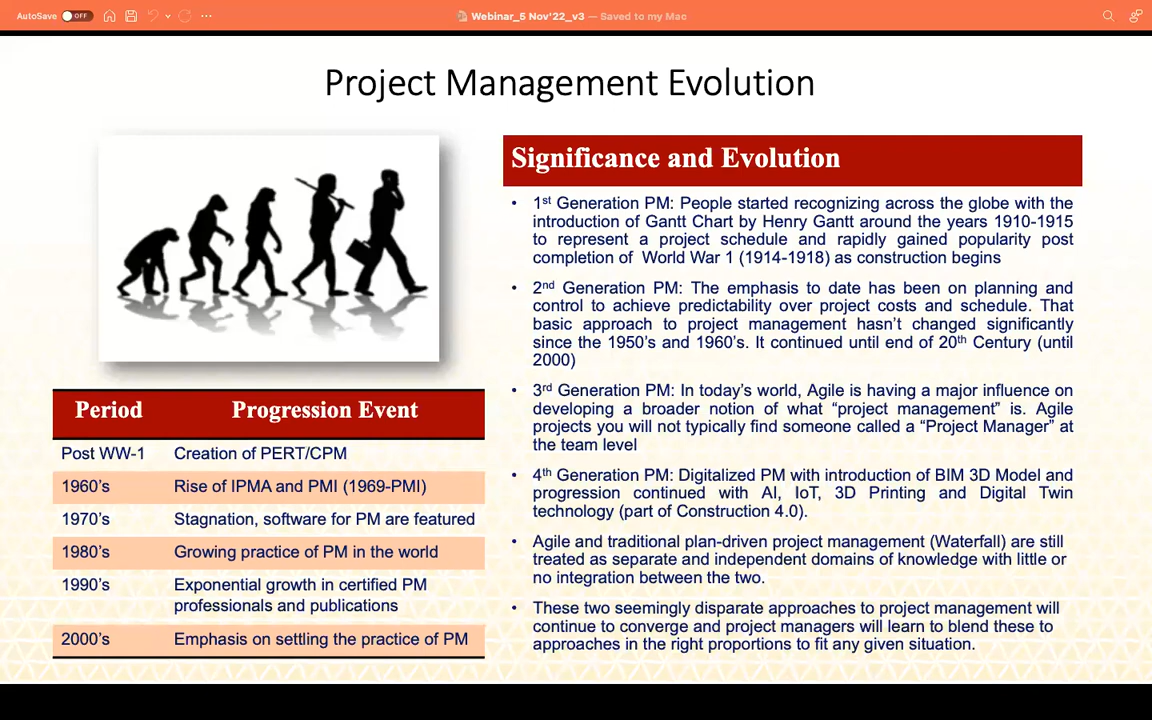 AutoSave OFF
Webinar_5 Nov'22_v3 — Saved to my Mac
Project Management Evolution
Period Progression Event
Post WW-1 Creation of PERT/CPM
1960's Rise of IPMA and PMI (1969-PMI)
1970's Stagnation, software for PM are featured
1980's Growing practice of PM in the world
1990's Exponential growth in certified PM
professionals and publications
2000's Emphasis on settling the practice of PM
Significance and Evolution
• 1st Generation PM: People started recognizing across the globe with the
introduction of Gantt Chart by Henry Gantt around the years 1910-1915
to represent a project schedule and rapidly gained popularity post
completion of World War 1 (1914-1918) as construction begins
• 2nd Generation PM: The emphasis to date has been on planning and
control to achieve predictability over project costs and schedule. That
basic approach to project management hasn't changed significantly
since the 1950's and 1960's. It continued until end of 20th Century (until
2000)
• 3rd Generation PM: In today's world, Agile is having a major influence on
developing a broader notion of what “project management” is. Agile
projects you will not typically find someone called a “Project Manager” at
the team level
• 4th Generation PM: Digitalized PM with introduction of BIM 3D Model and
progression continued with AI, IoT, 3D Printing and Digital Twin
technology (part of Construction 4.0).
• Agile and traditional plan-driven project management (Waterfall) are still
treated as separate and independent domains of knowledge with little or
no integration between the two.
• These two seemingly disparate approaches to project management will
continue to converge and project managers will learn to blend these to
approaches in the right proportions to fit any given situation.